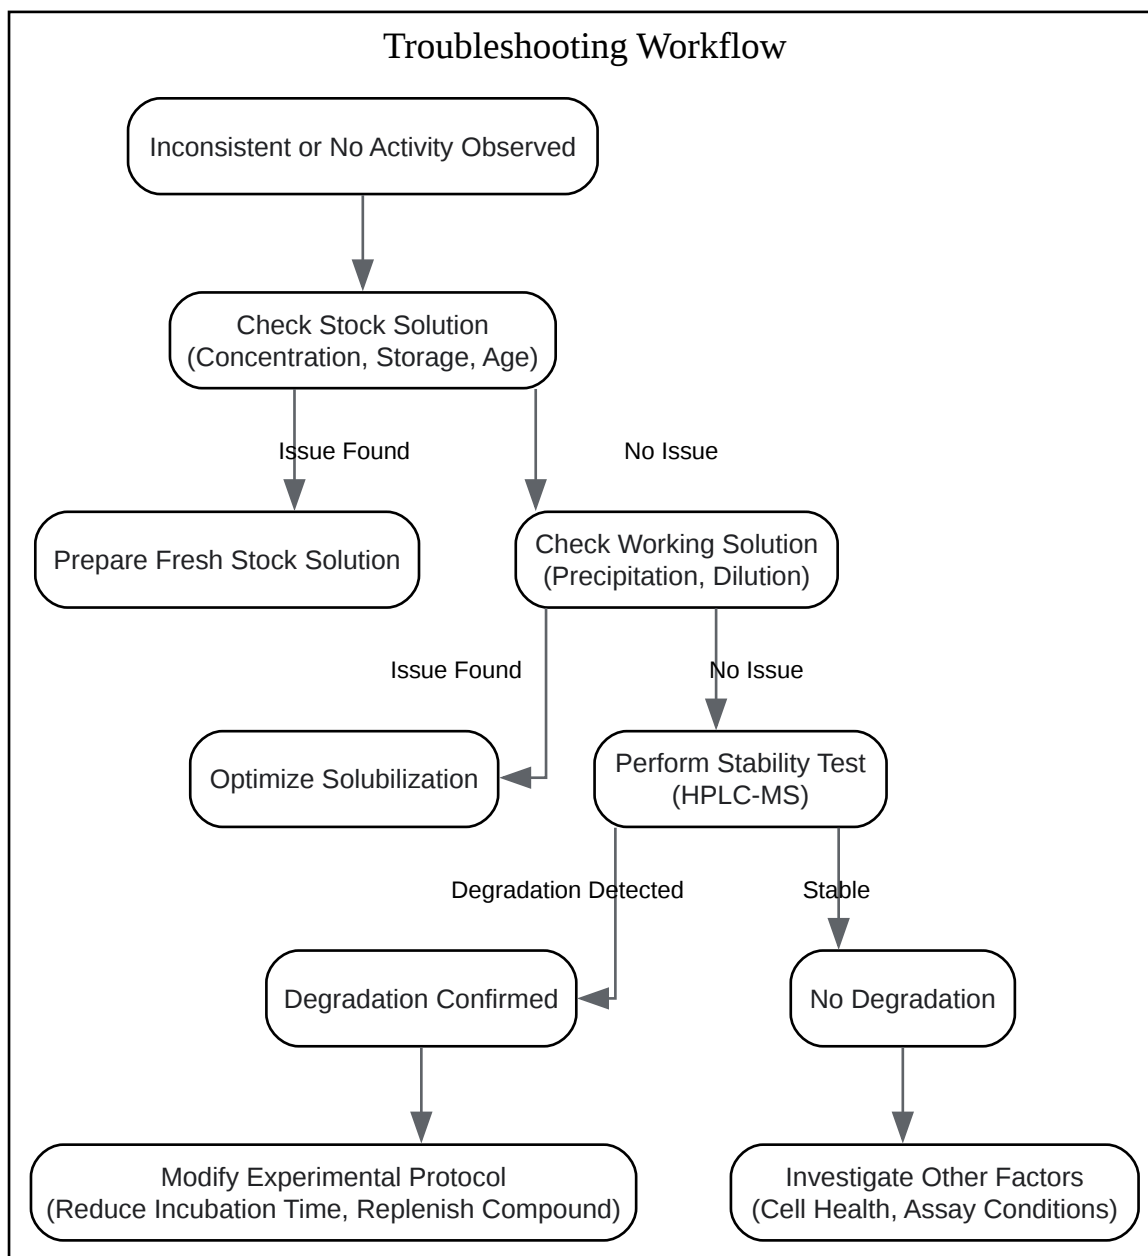 Troubleshooting Workflow
Inconsistent or No Activity Observed
Check Stock Solution
(Concentration, Storage, Age)
Issue Found
No Issue
Prepare Fresh Stock Solution
Check Working Solution
(Precipitation, Dilution)
Issue Found
No Issue
Optimize Solubilization
Perform Stability Test
(HPLC-MS)
Degradation Detected
Stable
Degradation Confirmed
No Degradation
Modify Experimental Protocol
(Reduce Incubation Time, Replenish Compound)
Investigate Other Factors
(Cell Health, Assay Conditions)